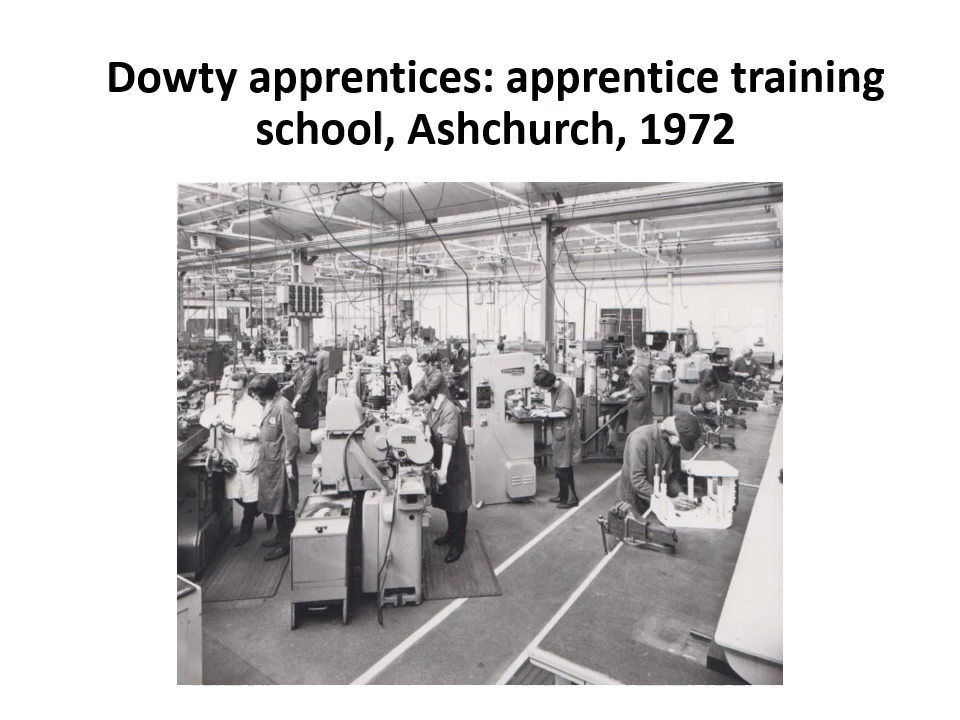 Dowty apprentices: apprentice training
school, Ashchurch, 1972